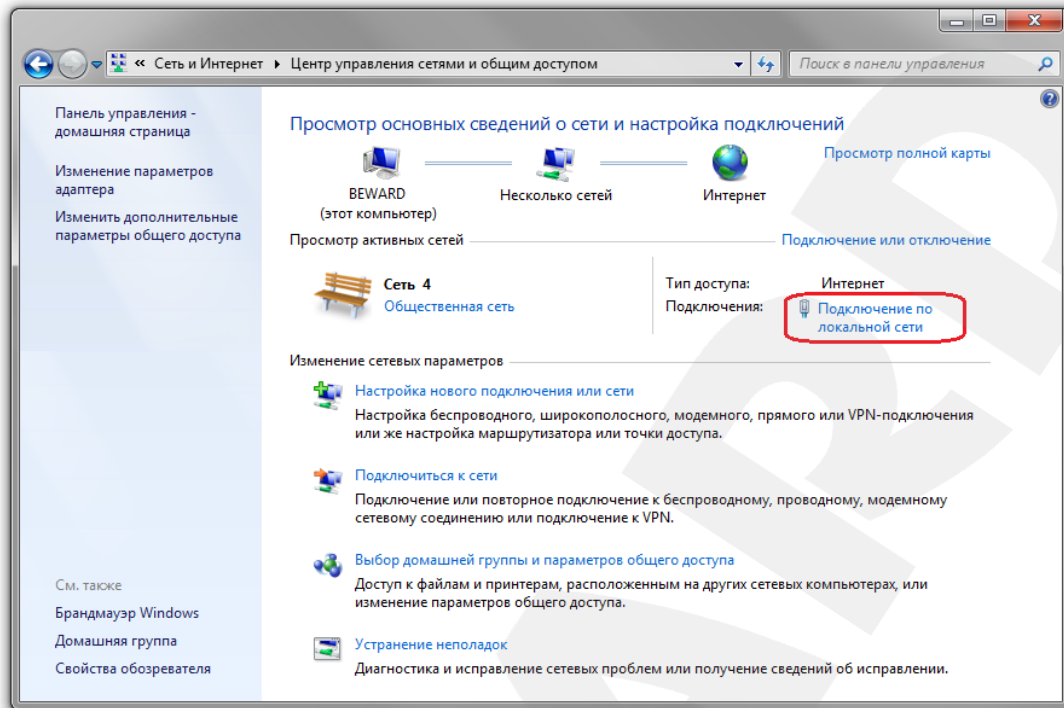 « Сеть и Интернет ▸ Центр управления сетями и общим доступом
Поиск в панели управления
Панель управления -
домашняя страница
Изменение параметров
адаптера
Изменить дополнительные
параметры общего доступа
См. также
Брандмауэр Windows
Домашняя группа
Свойства обозревателя
Просмотр основных сведений о сети и настройка подключений
Просмотр полной карты
BEWARD
(этот компьютер)
Несколько сетей
Интернет
Просмотр активных сетей
Подключение или отключение
Сеть 4
Общественная сеть
Тип доступа: Интернет
Подключения: Подключение по
локальной сети
Изменение сетевых параметров
Настройка нового подключения или сети
Настройка беспроводного, широкополосного, модемного, прямого или VPN-подключения
или же настройка маршрутизатора или точки доступа.
Подключиться к сети
Подключение или повторное подключение к беспроводному, проводному, модемному
сетевому соединению или подключение к VPN.
Выбор домашней группы и параметров общего доступа
Доступ к файлам и принтерам, расположенным на других сетевых компьютерах, или
изменение параметров общего доступа.
Устранение неполадок
Диагностика и исправление сетевых проблем или получение сведений об исправлении.
ARD